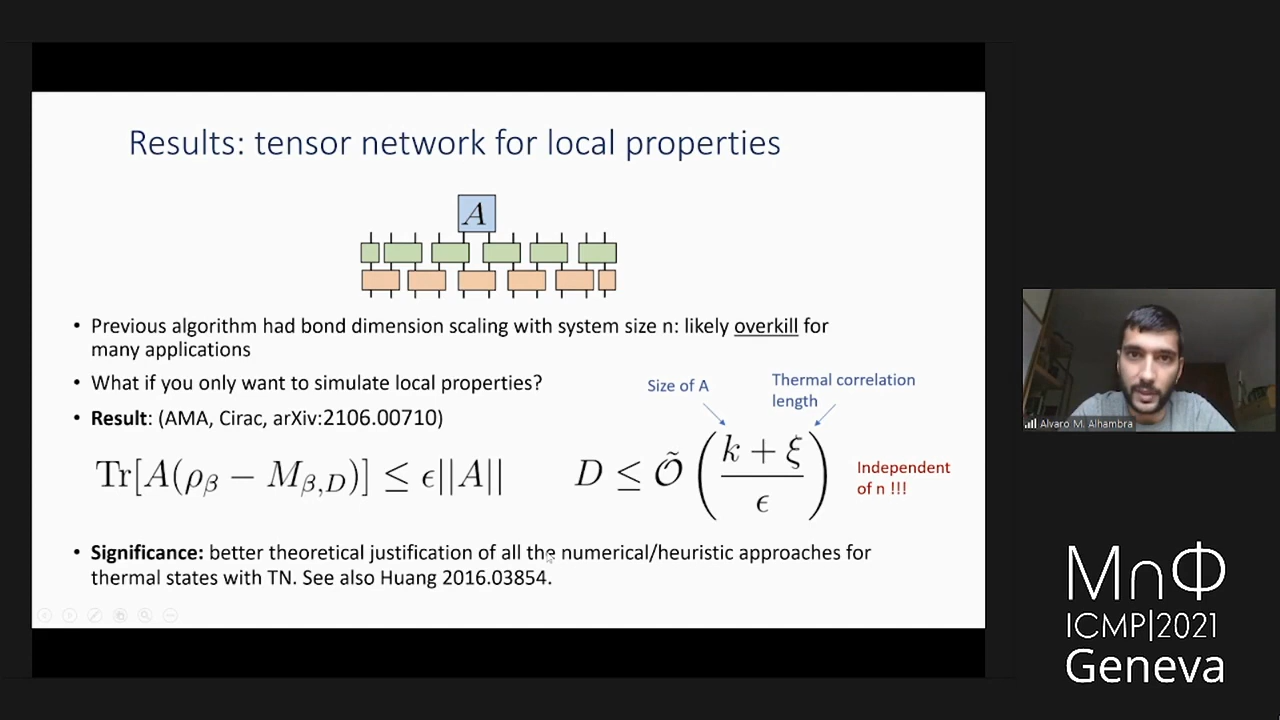 Results: tensor network for local properties
A
• Previous algorithm had bond dimension scaling with system size n: likely overkill for
many applications
• What if you only want to simulate local properties?
Size of A
Thermal correlation
length
• Result: (AMA, Cirac, arXiv:2106.00710)
Tr[A(ρ_β − M_{β,D})] ≤ ϵ||A||
D ≤ Õ((k + ξ)/ϵ)
Independent
of n !!!
• Significance: better theoretical justification of all the numerical/heuristic approaches for
thermal states with TN. See also Huang 2016.03854.
Alvaro M. Alhambra
M∩Φ
ICMP|2021
Geneva